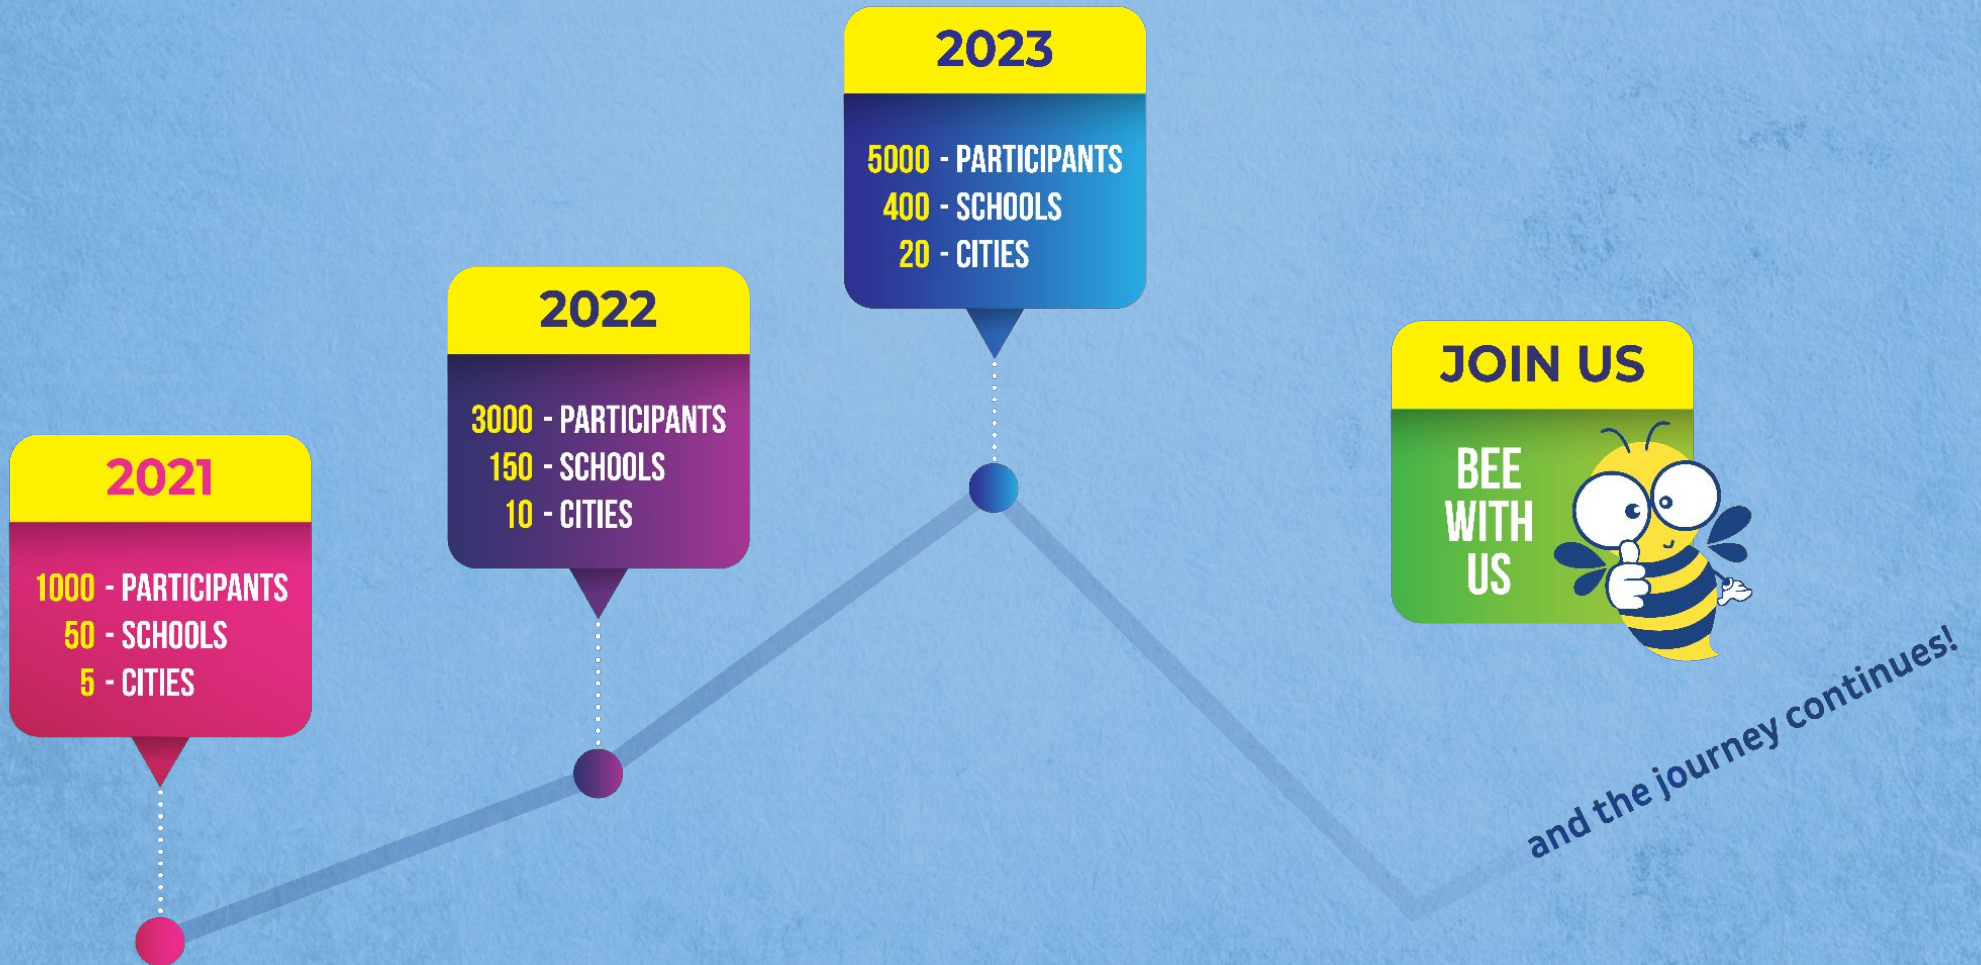 2021
1000 - PARTICIPANTS
50 - SCHOOLS
5 - CITIES
2022
3000 - PARTICIPANTS
150 - SCHOOLS
10 - CITIES
2023
5000 - PARTICIPANTS
400 - SCHOOLS
20 - CITIES
JOIN US
BEE
WITH
US
and the journey continues!